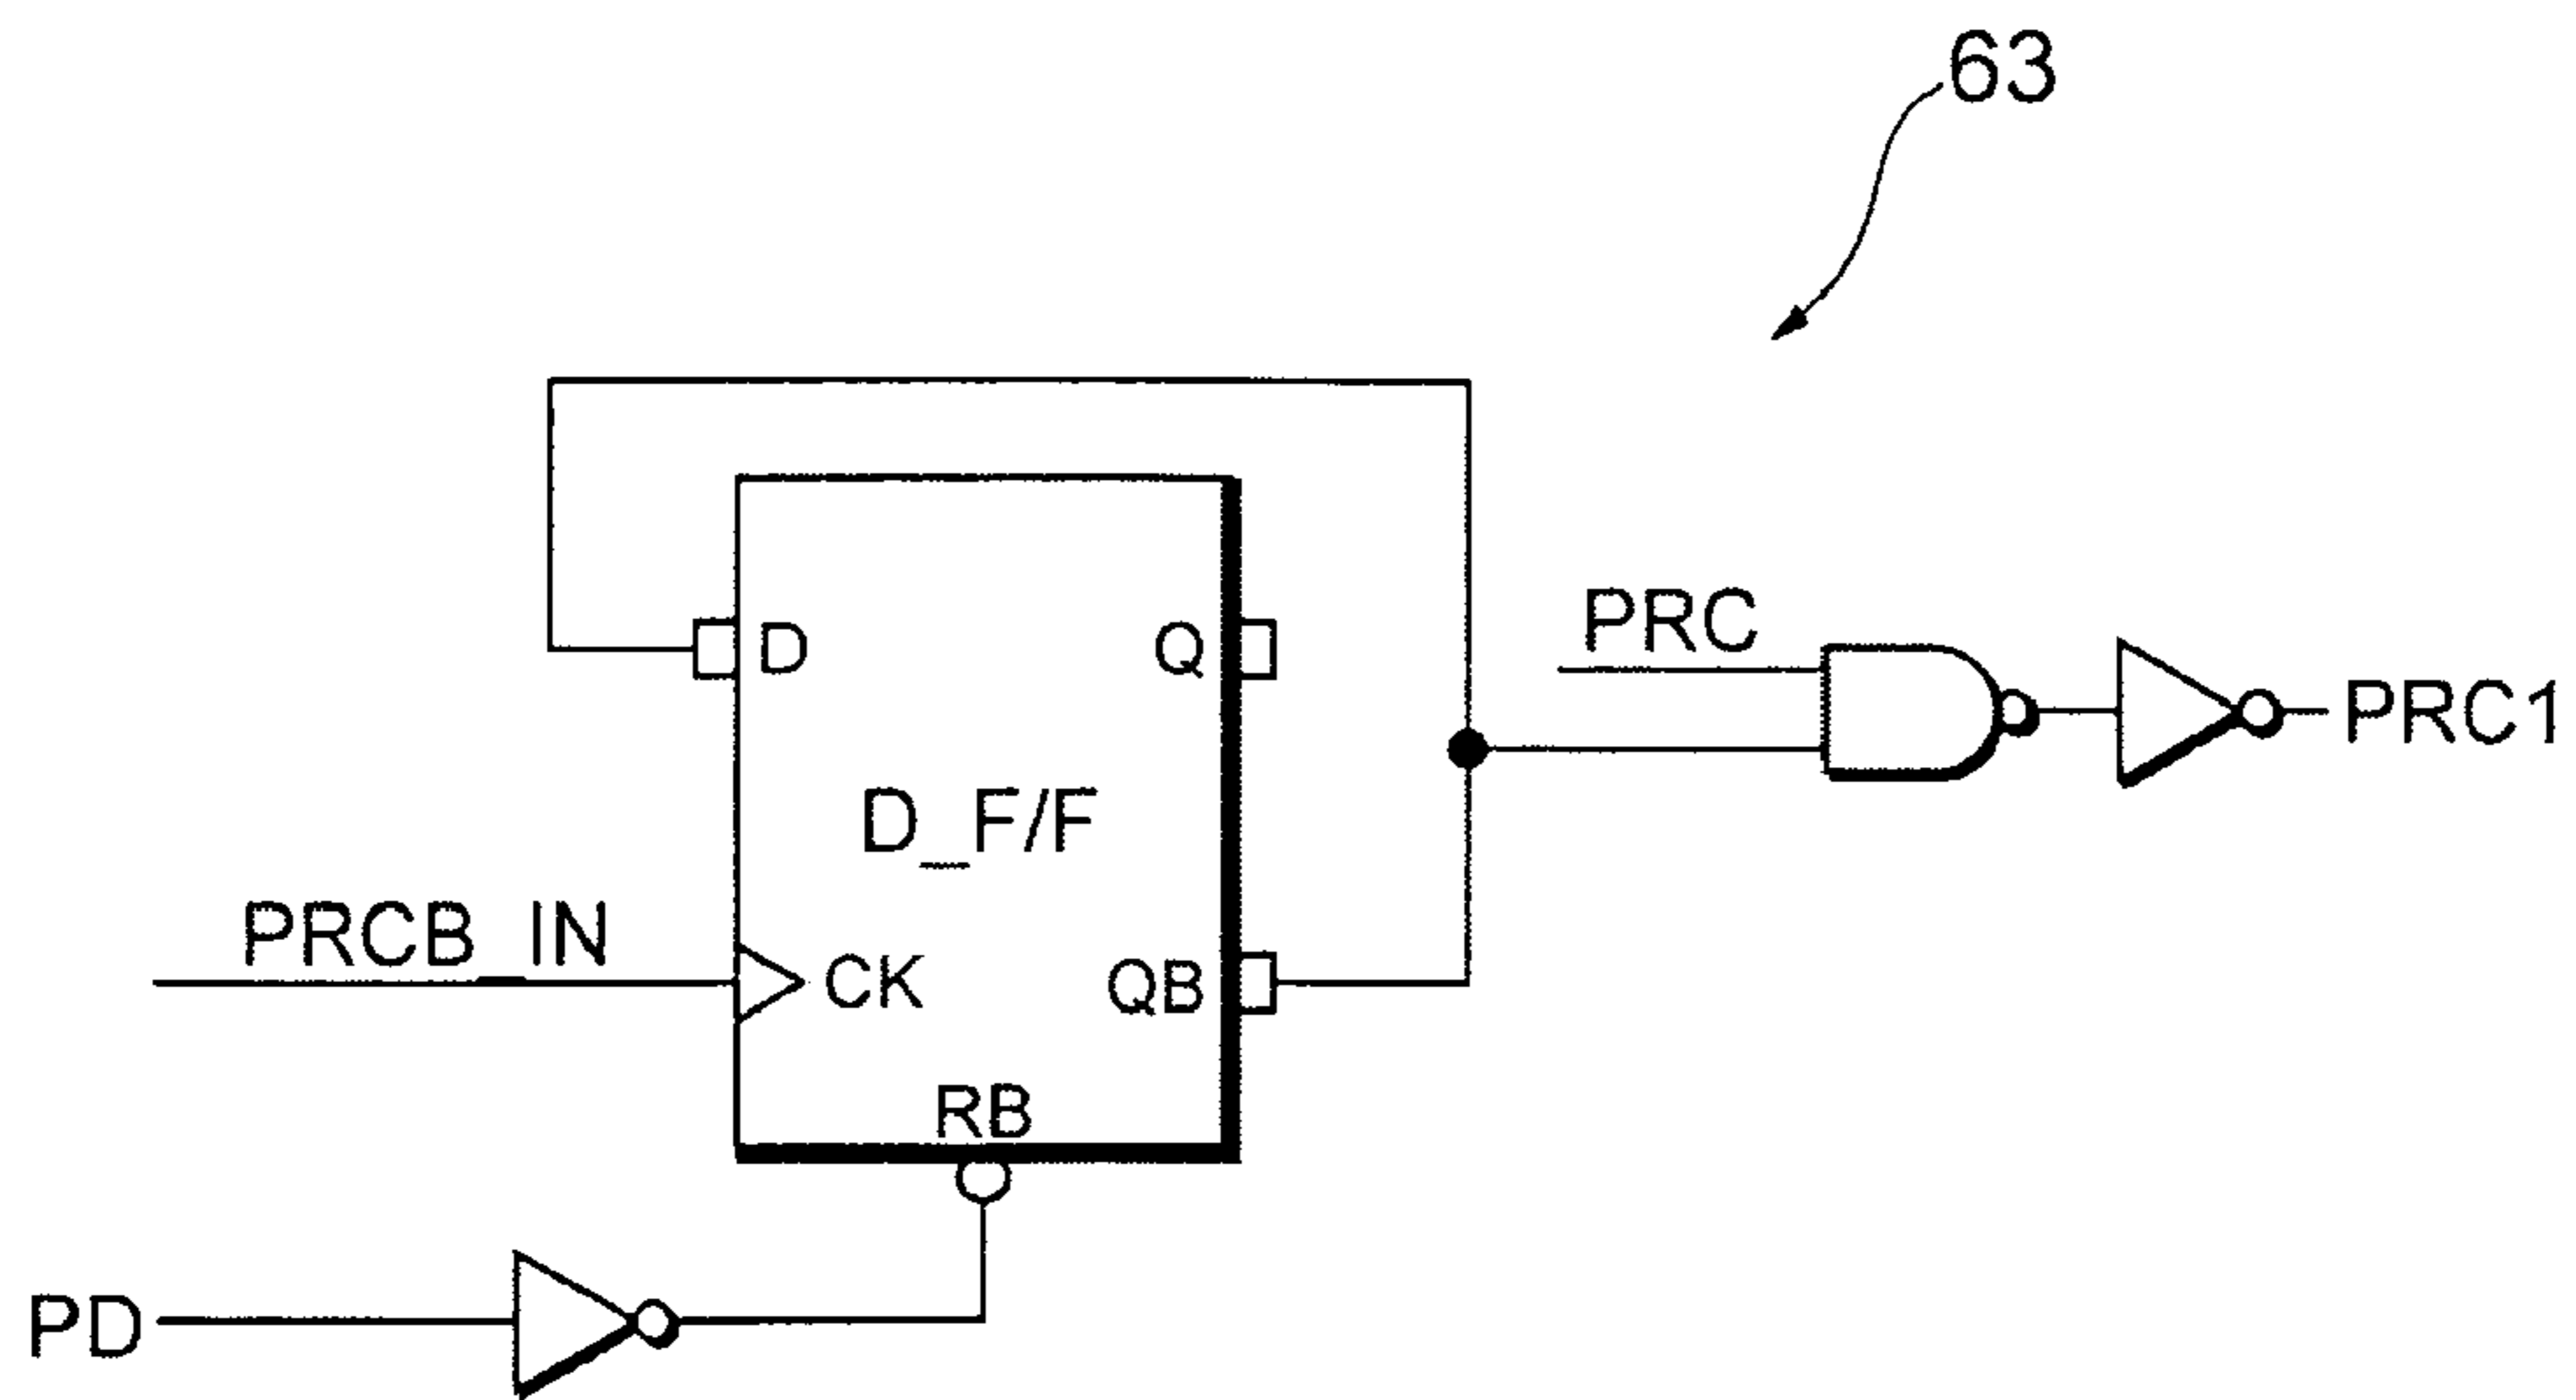 63
D
Q
PRC
PRC1
D_F/F
PRCB_IN
CK
QB
RB
PD